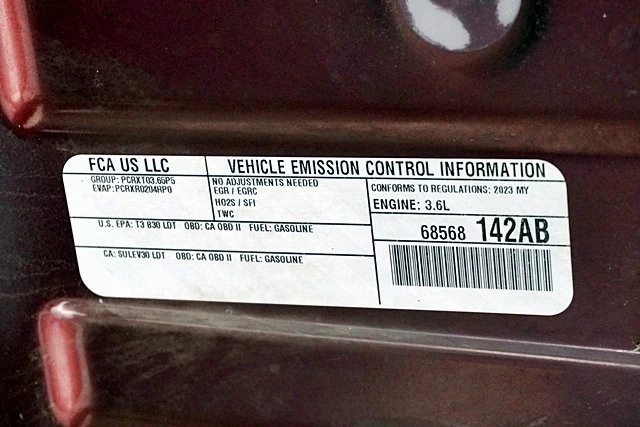 FCA US LLC
VEHICLE EMISSION CONTROL INFORMATION
GROUP: PCRXT03.65P5
EVAP:PCRXR0204RP0
NO ADJUSTMENTS NEEDED
EGR / EGRC
HO2S / SFI
TWC
CONFORMS TO REGULATIONS: 2023 MY
ENGINE: 3.6L
U.S. EPA: T3 B30 LDT OBD: CA OBD II FUEL: GASOLINE
CA: SULEV30 LDT OBD: CA OBD II FUEL: GASOLINE
68568 142AB